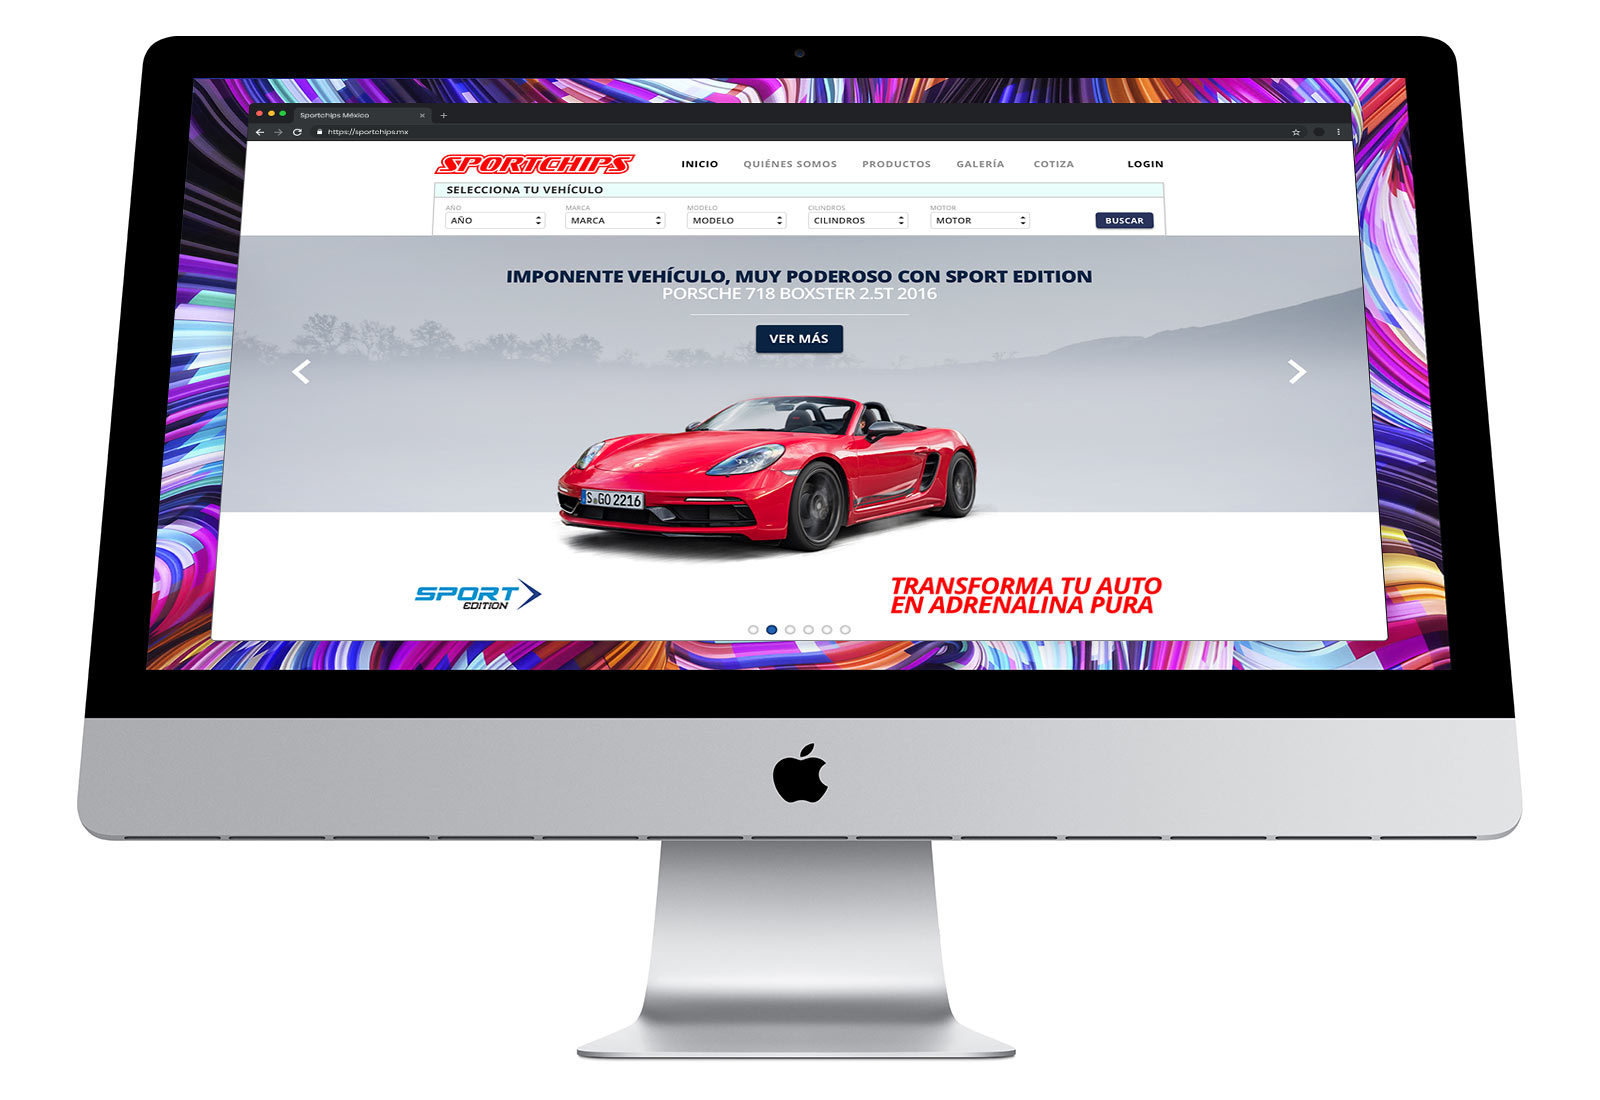 Sportchips México
https://sportchips.mx
SPORTCHIPS
INICIO QUIÉNES SOMOS PRODUCTOS GALERÍA COTIZA LOGIN
SELECCIONA TU VEHÍCULO
AÑO MARCA MODELO CILINDROS MOTOR
AÑO MARCA MODELO CILINDROS MOTOR BUSCAR
IMPONENTE VEHÍCULO, MUY PODEROSO CON SPORT EDITION
PORSCHE 718 BOXSTER 2.5T 2016
VER MÁS
S GO 2216
SPORT
EDITION
TRANSFORMA TU AUTO
EN ADRENALINA PURA